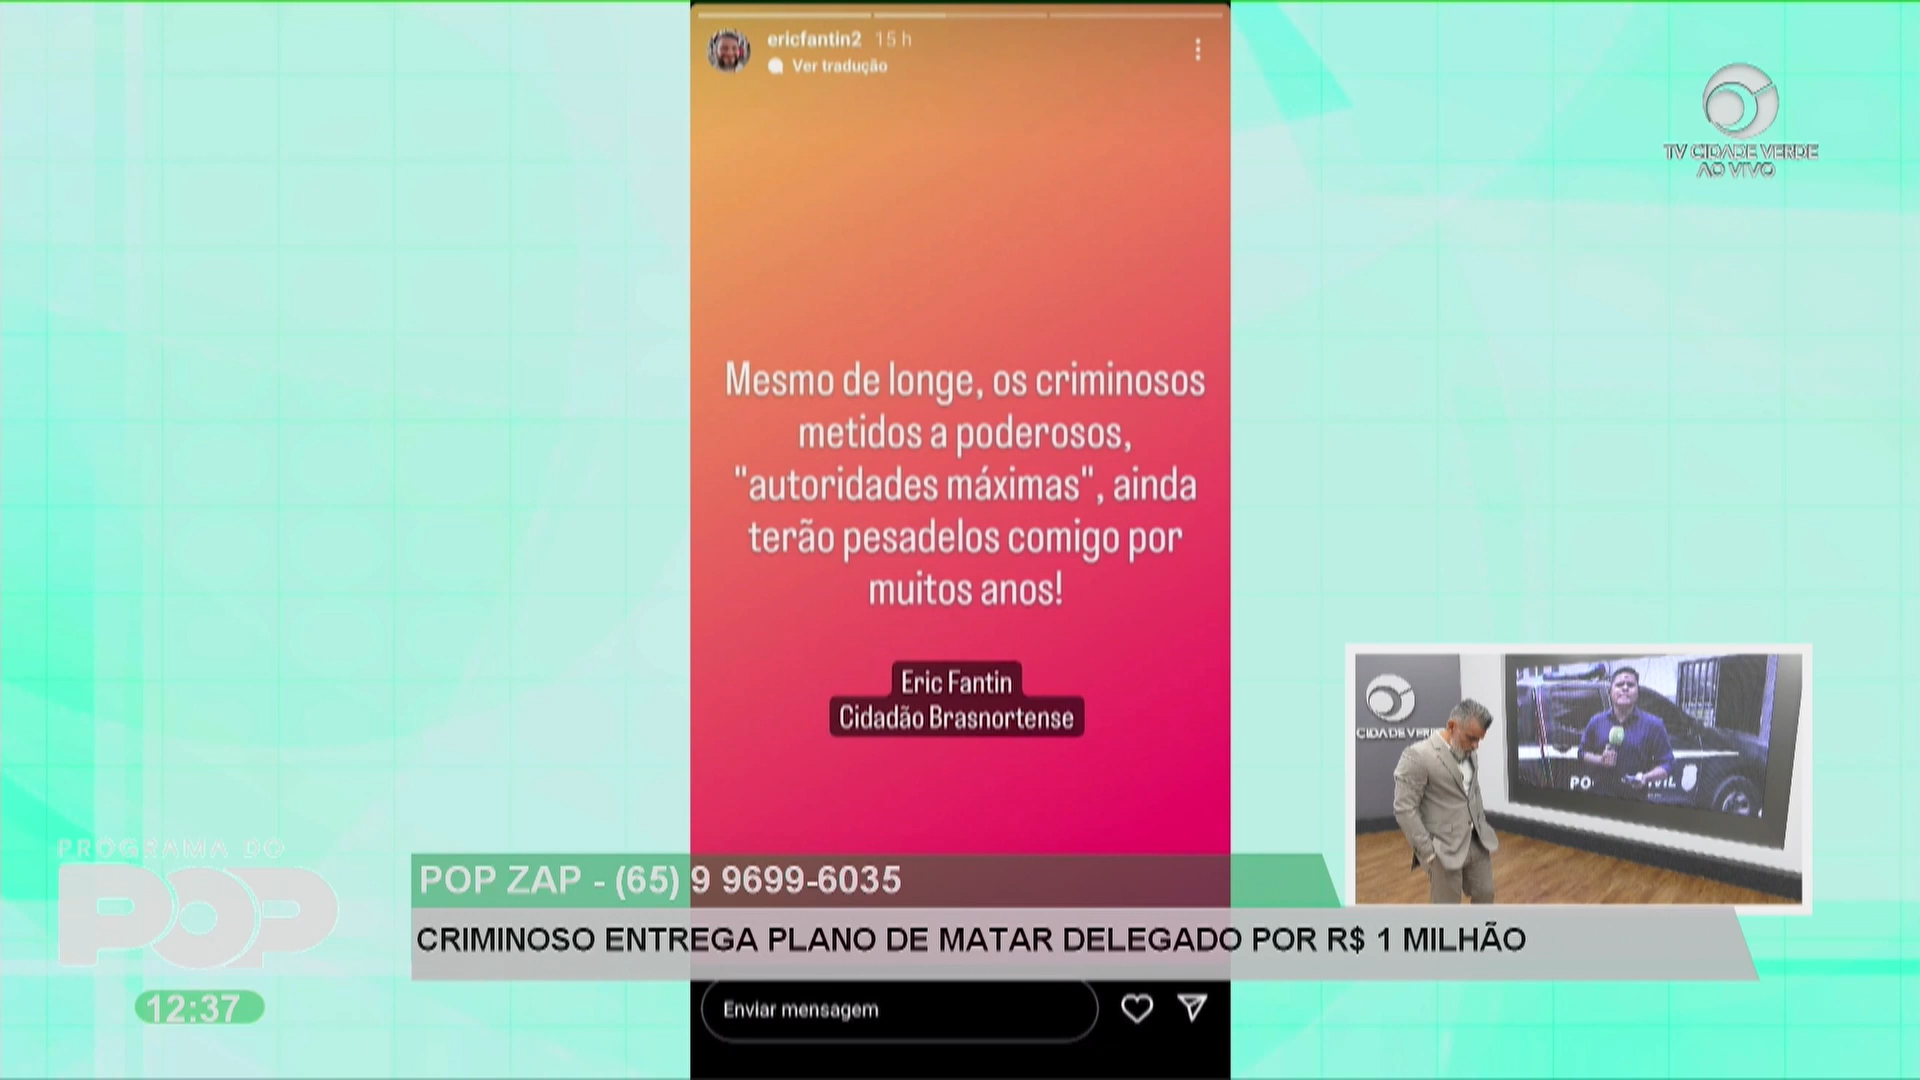 ericfantin2 15 h
Ver tradução
TV CIDADE VERDE
AO VIVO
Mesmo de longe, os criminosos
metidos a poderosos,
"autoridades máximas", ainda
terão pesadelos comigo por
muitos anos!
Eric Fantin
Cidadão Brasnortense
CIDADE VER
PROGRAMA DO
POP
12:37
POP ZAP - (65) 9 9699-6035
CRIMINOSO ENTREGA PLANO DE MATAR DELEGADO POR R$ 1 MILHÃO
Enviar mensagem